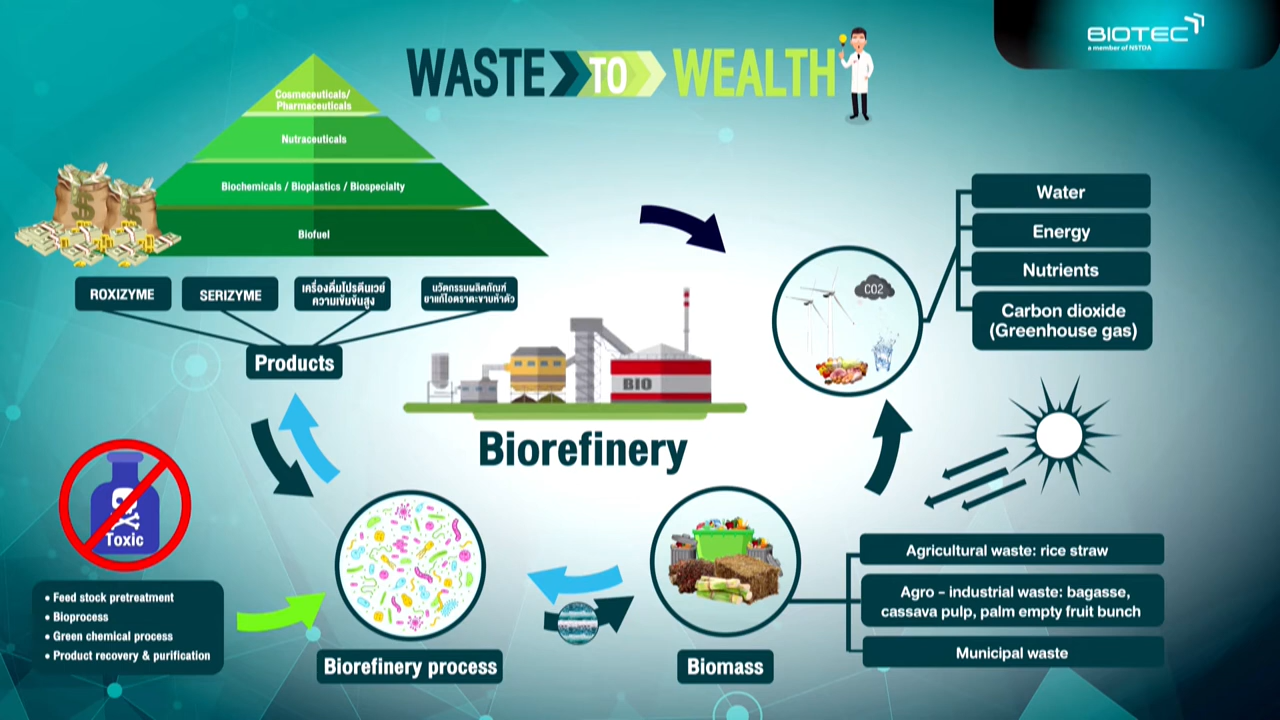 BIOTEC
a member of NSTDA
WASTE TO WEALTH
Cosmeceuticals/
Pharmaceuticals
Nutraceuticals
Biochemicals / Bioplastics / Biospecialty
Biofuel
ROXIZYME
SERIZYME
เครื่องดื่มโปรตีนเวย์
ความเข้มข้นสูง
นวัตกรรมผลิตภัณฑ์
ยาแก้ไอตราตะขาบห้าตัว
Products
Water
Energy
Nutrients
Carbon dioxide
(Greenhouse gas)
CO2
BIO
Biorefinery
Toxic
• Feed stock pretreatment
• Bioprocess
• Green chemical process
• Product recovery & purification
Biorefinery process
Biomass
Agricultural waste: rice straw
Agro – industrial waste: bagasse,
cassava pulp, palm empty fruit bunch
Municipal waste